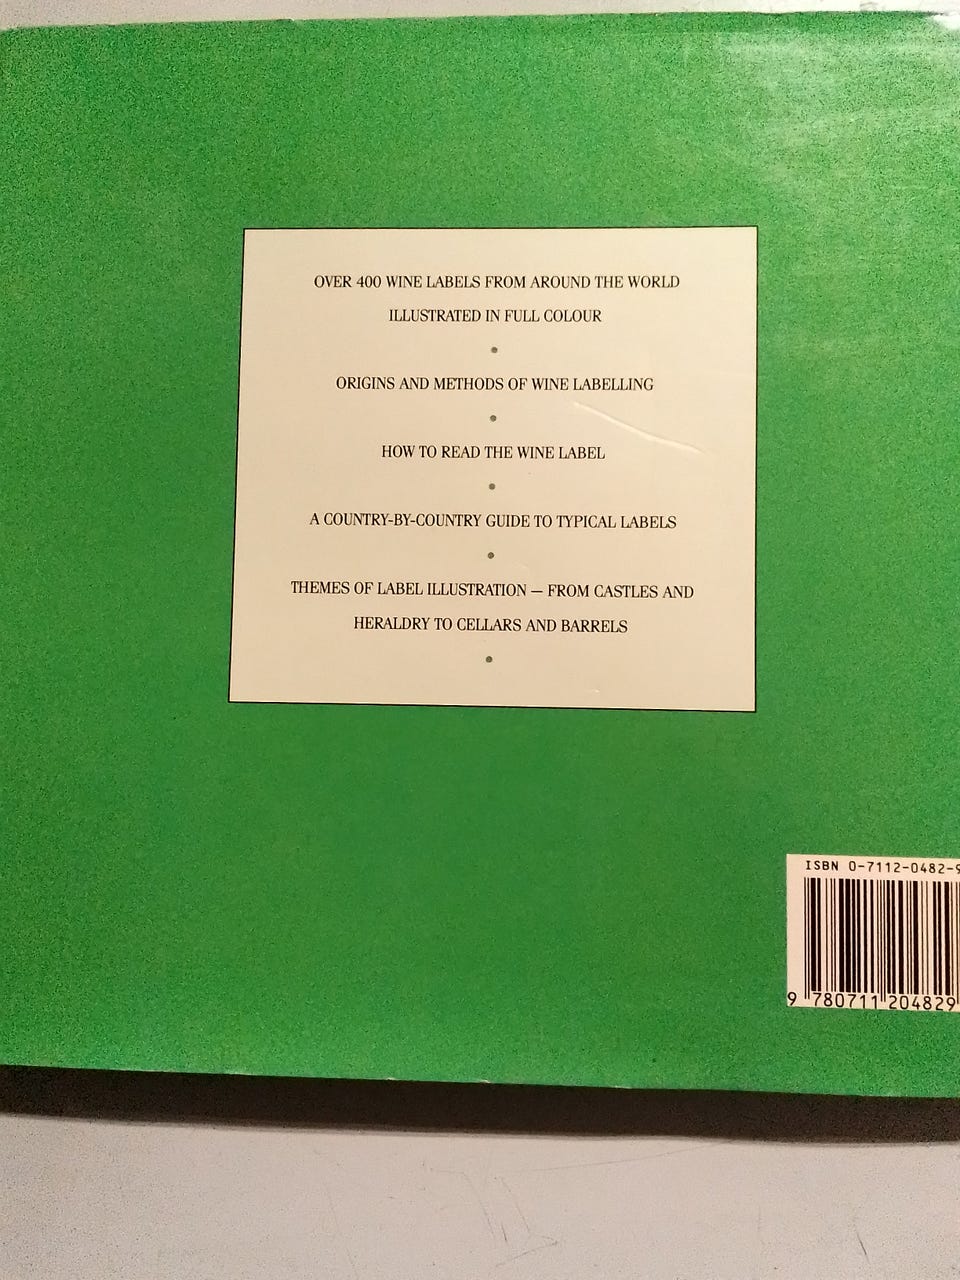 OVER 400 WINE LABELS FROM AROUND THE WORLD
ILLUSTRATED IN FULL COLOUR
•
ORIGINS AND METHODS OF WINE LABELLING
•
HOW TO READ THE WINE LABEL
•
A COUNTRY-BY-COUNTRY GUIDE TO TYPICAL LABELS
•
THEMES OF LABEL ILLUSTRATION — FROM CASTLES AND
HERALDRY TO CELLARS AND BARRELS
•
ISBN 0-7112-0482-9
9 780711 204829